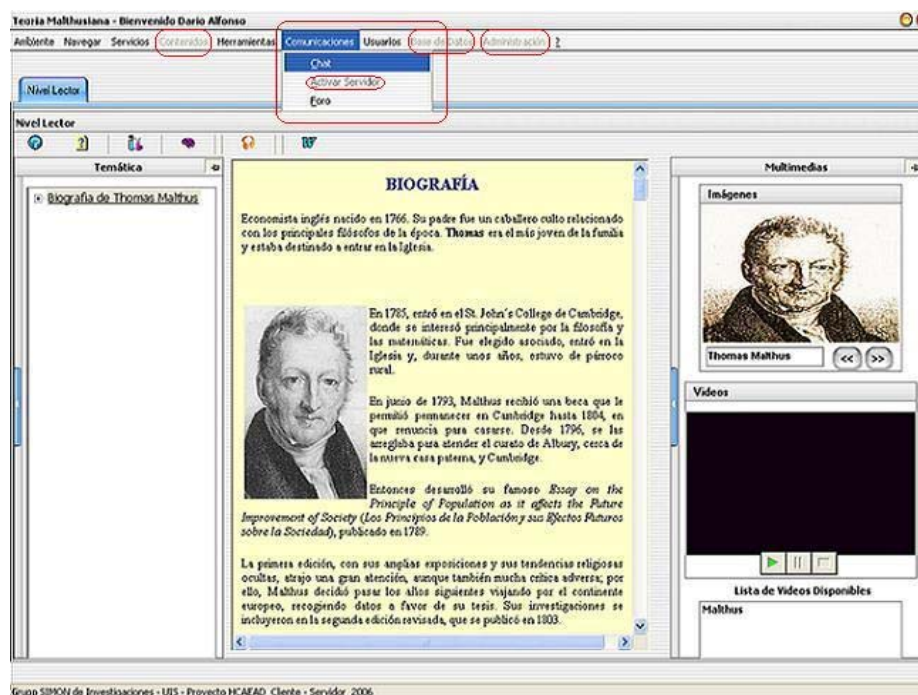 Teoría Malthusiana - Bienvenido Dario Alfonso
Ambiente Navegar Servicios Contenidos Herramientas Comunicaciones Usuarios Base de Datos Administración ?
Chat
Activar Servidor
Foro
Nivel Lector
Nivel Lector
Temática
Biografía de Thomas Malthus
BIOGRAFÍA
Economista inglés nacido en 1766. Su padre fue un caballero culto relacionado
con los principales filósofos de la época. Thomas era el más joven de la familia
y estaba destinado a entrar en la Iglesia.
En 1785, entró en el St. John´s College de Cambridge,
donde se interesó principalmente por la filosofía y
las matemáticas. Fue elegido asociado, entró en la
Iglesia y, durante unos años, estuvo de párroco
rural.
En junio de 1793, Malthus recibió una beca que le
permitió permanecer en Cambridge hasta 1804, en
que renuncia para casarse. Desde 1796, se las
arreglaba para atender el curato de Albury, cerca de
la nueva casa paterna, y Cambridge.
Entonces desarrolló su famoso Essay on the
Principle of Population as it affects the Future
Improvement of Society (Los Principios de la Población y sus Efectos Futuros
sobre la Sociedad), publicado en 1789.
La primera edición, con sus amplias exposiciones y sus tendencias religiosas
ocultas, atrajo una gran atención, aunque también mucha crítica adversa; por
ello, Malthus decidió pasar los años siguientes viajando por el continente
europeo, recogiendo datos a favor de su tesis. Sus investigaciones se
incluyeron en la segunda edición revisada, que se publicó en 1803.
Multimedias
Imágenes
Thomas Malthus << >>
Videos
Lista de Videos Disponibles
Malthus
Grupo SIMON de Investigaciones - UIS - Proyecto HCAEAD Cliente - Servidor 2006